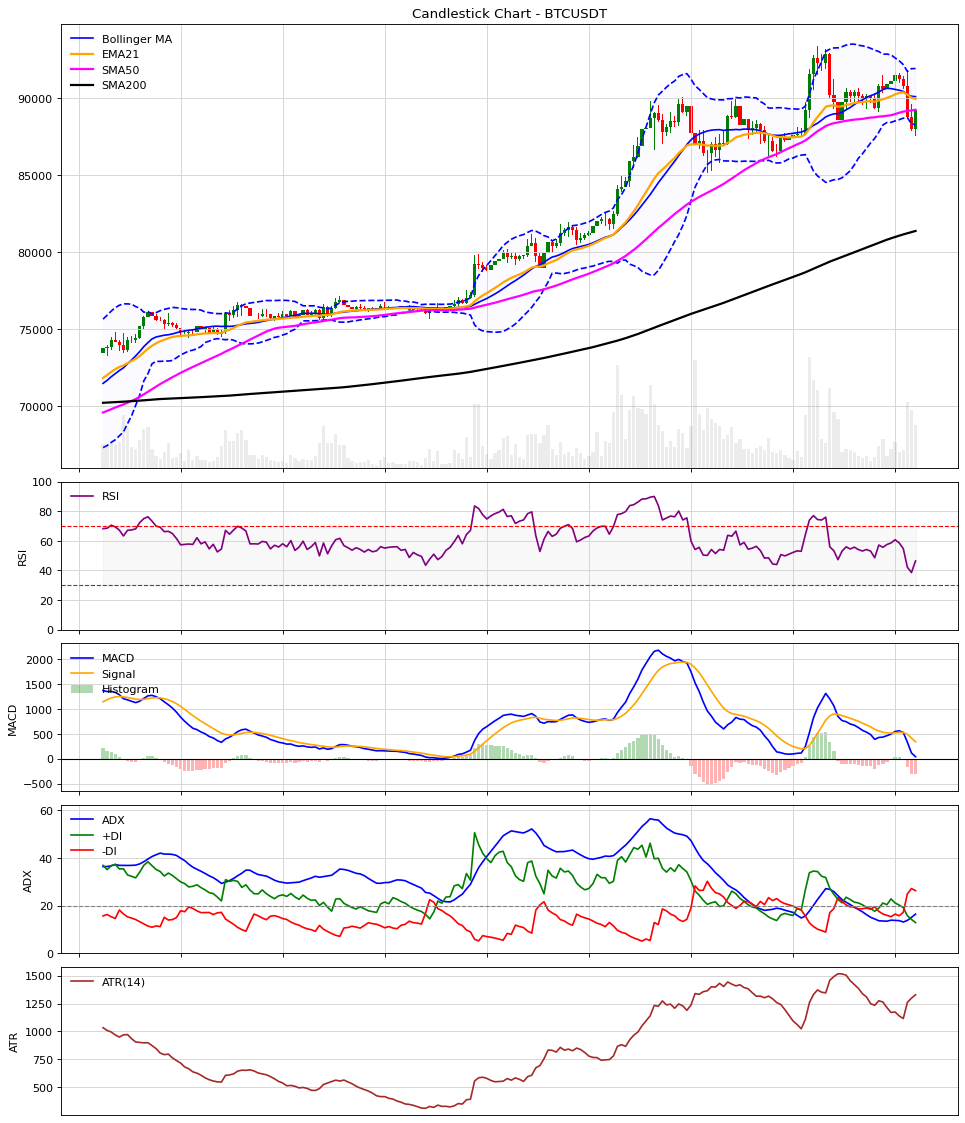 Candlestick Chart - BTCUSDT
Bollinger MA
EMA21
SMA50
SMA200
90000
85000
80000
75000
70000
100
80
60
40
20
0
RSI
RSI
2000
1500
1000
500
0
−500
MACD
MACD
Signal
Histogram
60
40
20
0
ADX
ADX
+DI
-DI
1500
1250
1000
750
500
ATR
ATR(14)